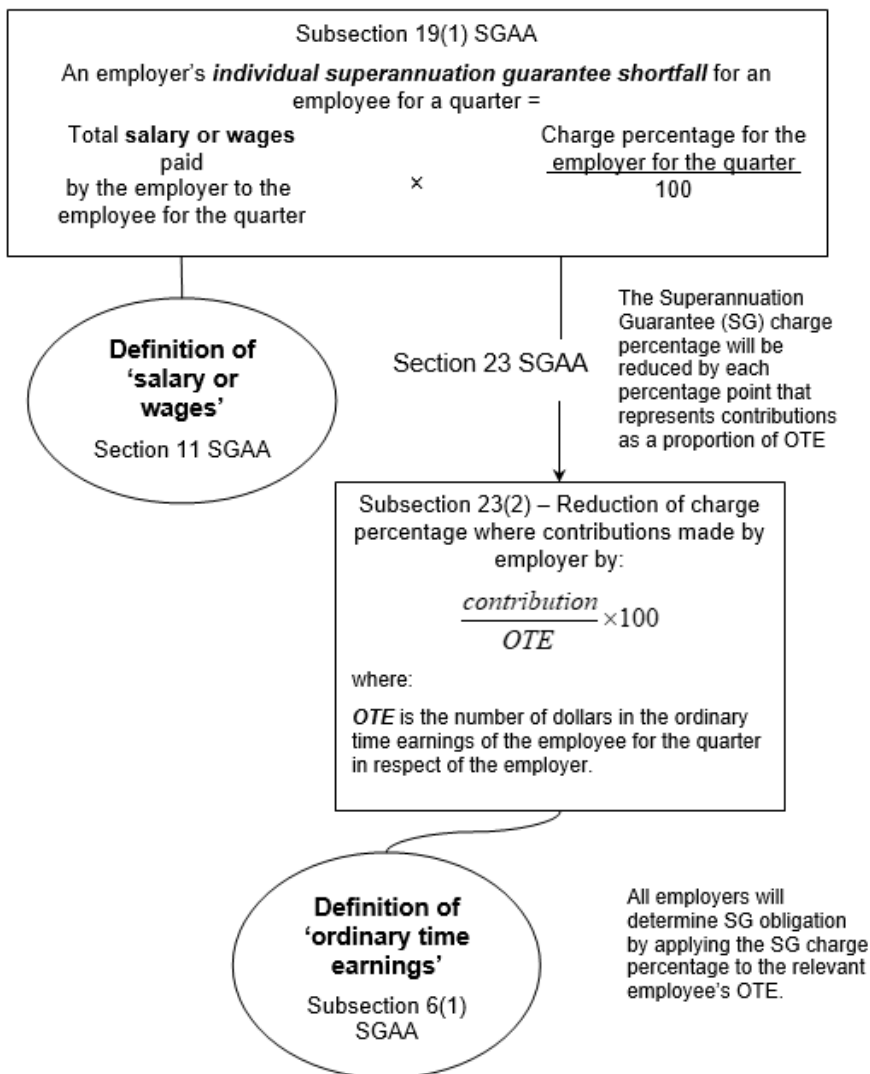 Subsection 19(1) SGAA
An employer's individual superannuation guarantee shortfall for an
employee for a quarter =
Total salary or wages
paid
by the employer to the
employee for the quarter
×
Charge percentage for the
employer for the quarter
100
Definition of
'salary or
wages'
Section 11 SGAA
Section 23 SGAA
The Superannuation
Guarantee (SG) charge
percentage will be
reduced by each
percentage point that
represents contributions
as a proportion of OTE
Subsection 23(2) – Reduction of charge
percentage where contributions made by
employer by:
contribution
OTE
×100
where:
OTE is the number of dollars in the ordinary
time earnings of the employee for the quarter
in respect of the employer.
Definition of
'ordinary time
earnings'
Subsection 6(1)
SGAA
All employers will
determine SG obligation
by applying the SG charge
percentage to the relevant
employee's OTE.